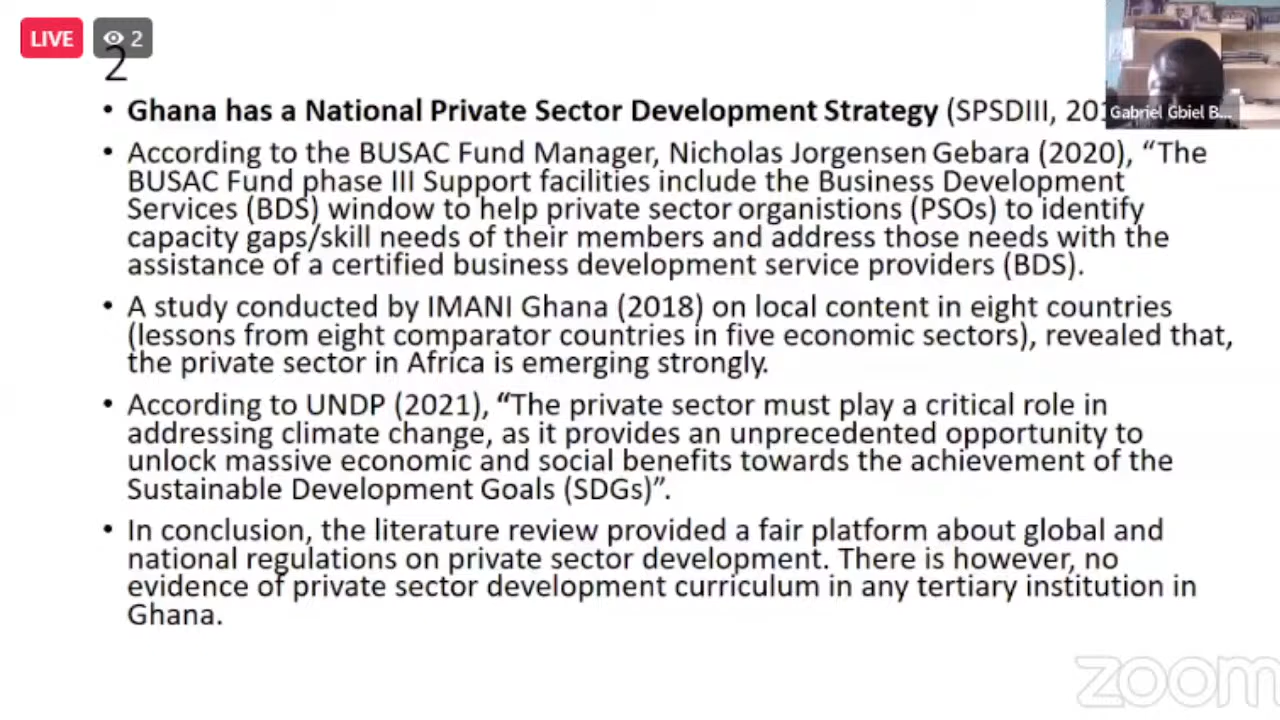 LIVE 2
2
• Ghana has a National Private Sector Development Strategy (SPSDIII, 201
Gabriel Gbiel B...
• According to the BUSAC Fund Manager, Nicholas Jorgensen Gebara (2020), “The
BUSAC Fund phase III Support facilities include the Business Development
Services (BDS) window to help private sector organistions (PSOs) to identify
capacity gaps/skill needs of their members and address those needs with the
assistance of a certified business development service providers (BDS).
• A study conducted by IMANI Ghana (2018) on local content in eight countries
(lessons from eight comparator countries in five economic sectors), revealed that,
the private sector in Africa is emerging strongly.
• According to UNDP (2021), “The private sector must play a critical role in
addressing climate change, as it provides an unprecedented opportunity to
unlock massive economic and social benefits towards the achievement of the
Sustainable Development Goals (SDGs)”.
• In conclusion, the literature review provided a fair platform about global and
national regulations on private sector development. There is however, no
evidence of private sector development curriculum in any tertiary institution in
Ghana.
zoom